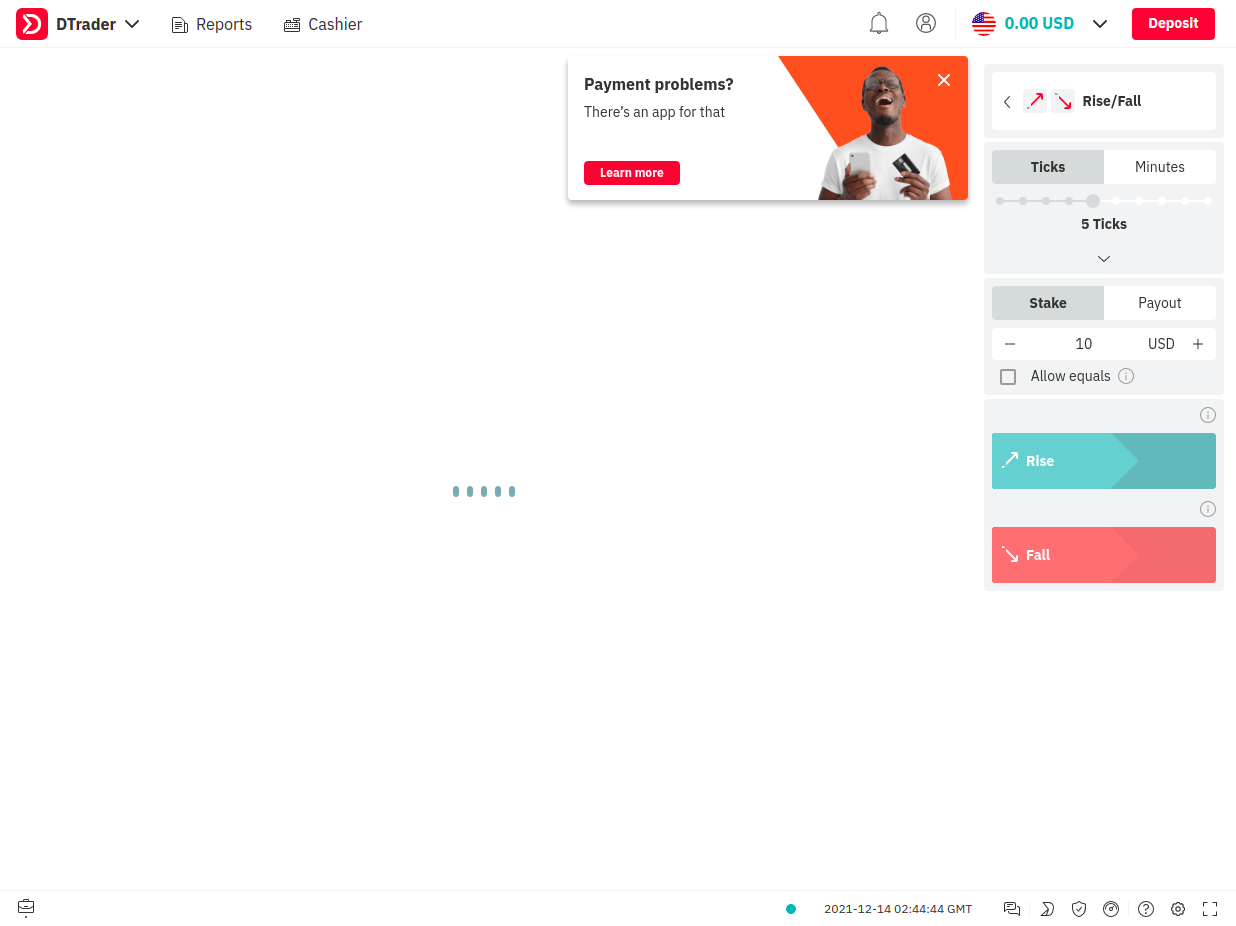 DTrader
Reports
Cashier
0.00 USD
Deposit
Payment problems?
There's an app for that
Learn more
Rise/Fall
Ticks
Minutes
5 Ticks
Stake
Payout
10
USD
Allow equals
Rise
Fall
2021-12-14 02:44:44 GMT